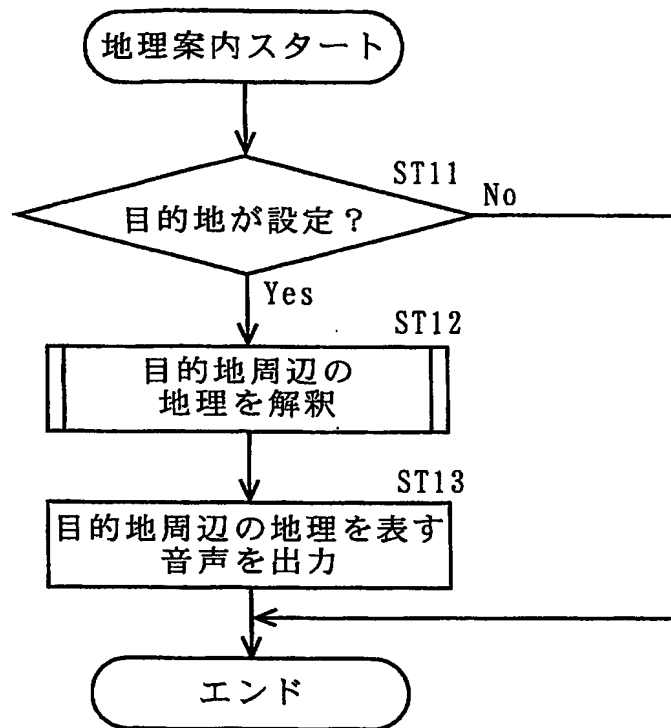 地理案内スタート
ST11
目的地が設定？
No
Yes
ST12
目的地周辺の
地理を解釈
ST13
目的地周辺の地理を表す
音声を出力
エンド